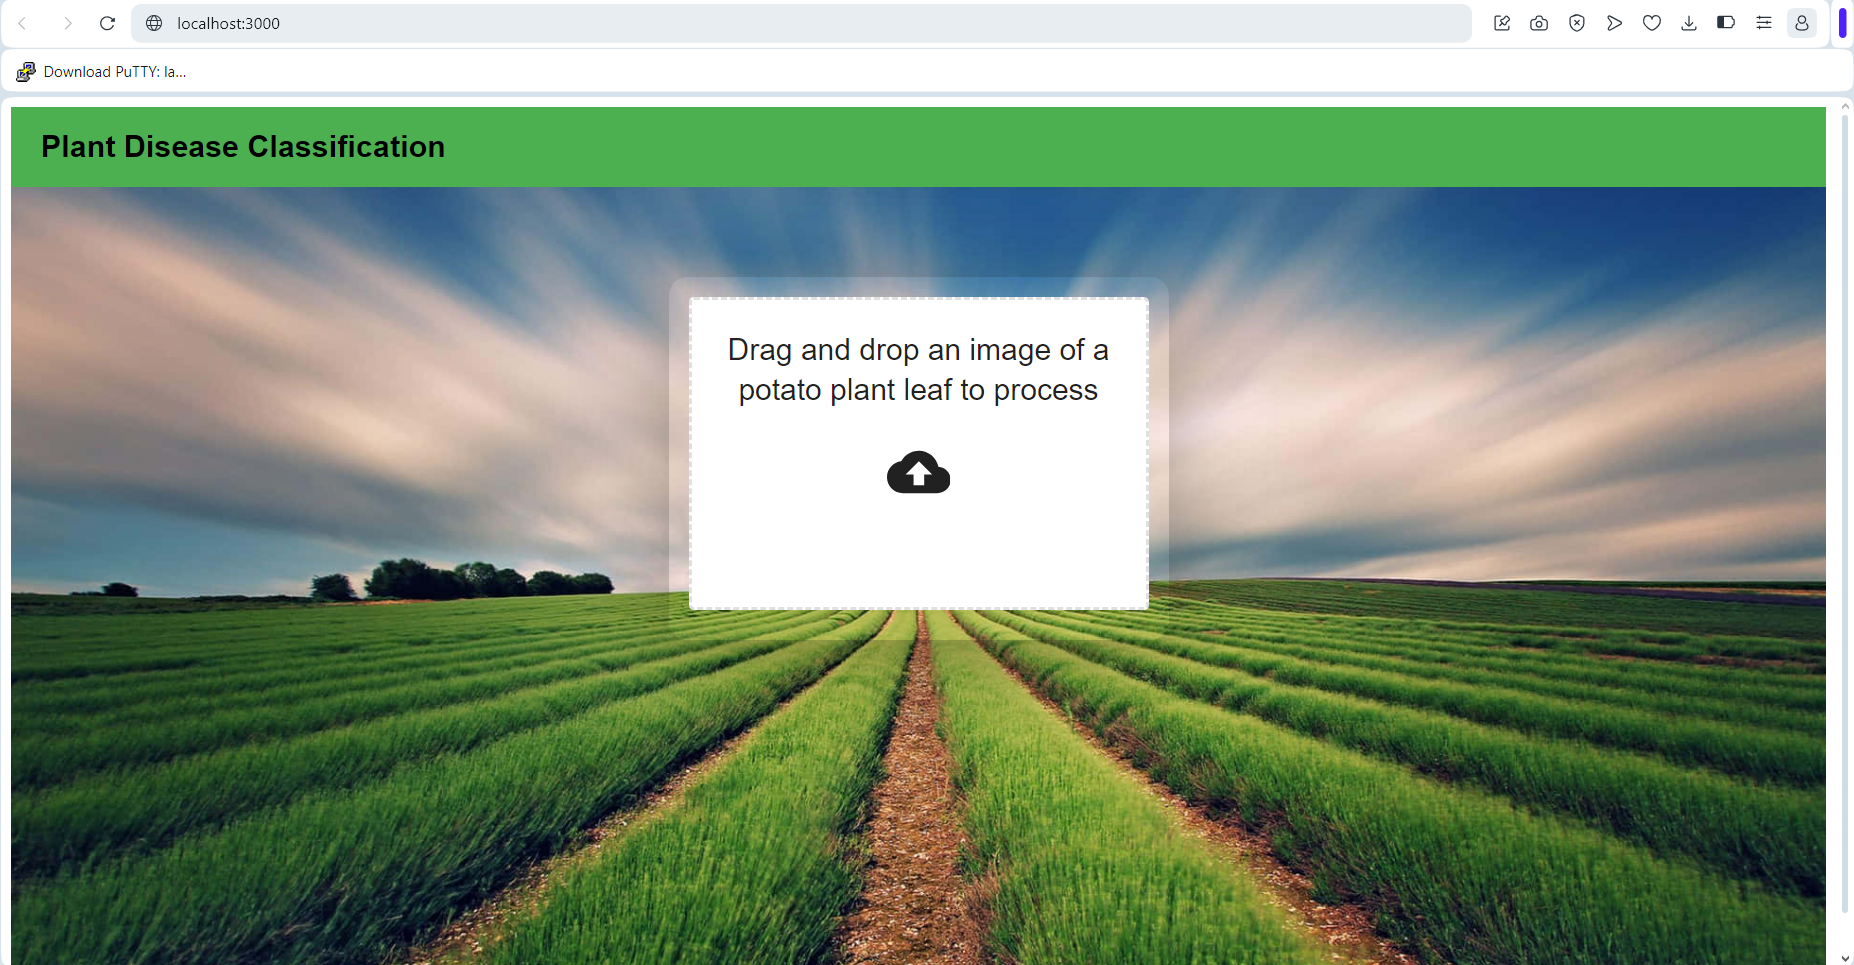 localhost:3000
Download PuTTY: la...
Plant Disease Classification
Drag and drop an image of a
potato plant leaf to process